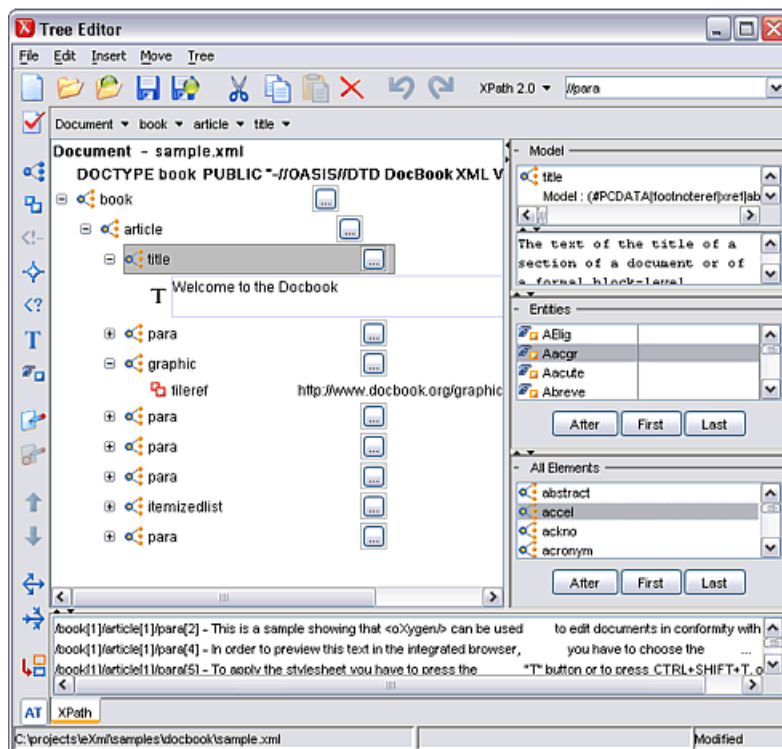 Tree Editor
File Edit Insert Move Tree
XPath 2.0 //para
Document book article title
Document - sample.xml
DOCTYPE book PUBLIC "-//OASIS//DTD DocBook XML V
book ...
article ...
title ...
T Welcome to the Docbook
para ...
graphic ...
fileref http://www.docbook.org/graphic
para ...
para ...
para ...
itemizedlist ...
para ...
Model
title
Model : (#PCDATA|footnoteref|xref|ab
The text of the title of a
section of a document or of
a formal block-level
Entities
AElig
Aacgr
Aacute
Abreve
After First Last
All Elements
abstract
accel
ackno
acronym
After First Last
/book[1]/article[1]/para[2] - This is a sample showing that <oXygen/> can be used to edit documents in conformity with
/book[1]/article[1]/para[4] - In order to preview this text in the integrated browser, you have to choose the ...
/book[1]/article[1]/para[5] - To apply the stylesheet you have to press the "T" button or to press CTRL+SHIFT+T, o
AT XPath
C:\projects\eXml\samples\docbook\sample.xml Modified